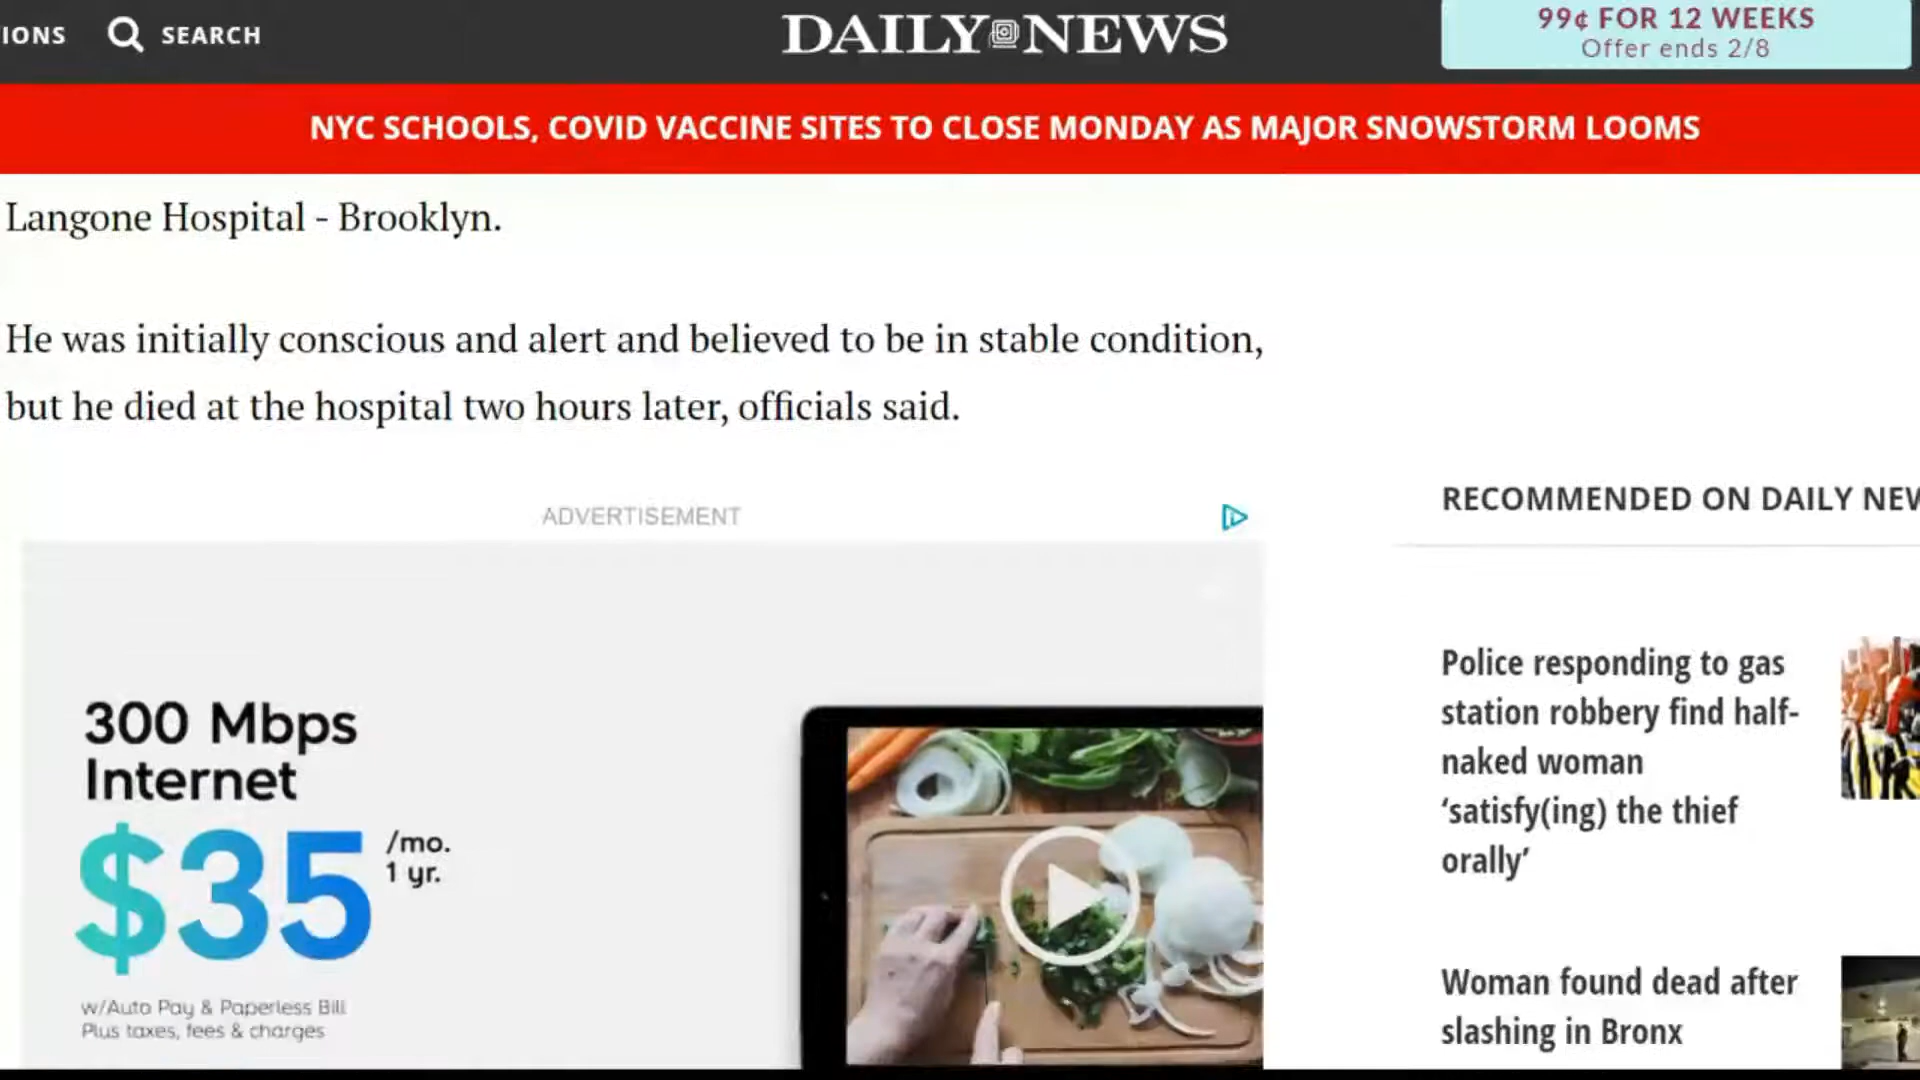 IONS
SEARCH
DAILY NEWS
99¢ FOR 12 WEEKS
Offer ends 2/8
NYC SCHOOLS, COVID VACCINE SITES TO CLOSE MONDAY AS MAJOR SNOWSTORM LOOMS
Langone Hospital - Brooklyn.
He was initially conscious and alert and believed to be in stable condition,
but he died at the hospital two hours later, officials said.
ADVERTISEMENT
300 Mbps
Internet
$35 /mo.
1 yr.
w/Auto Pay & Paperless Bill
Plus taxes, fees & charges
RECOMMENDED ON DAILY NEW
Police responding to gas
station robbery find half-
naked woman
‘satisfy(ing) the thief
orally’
Woman found dead after
slashing in Bronx